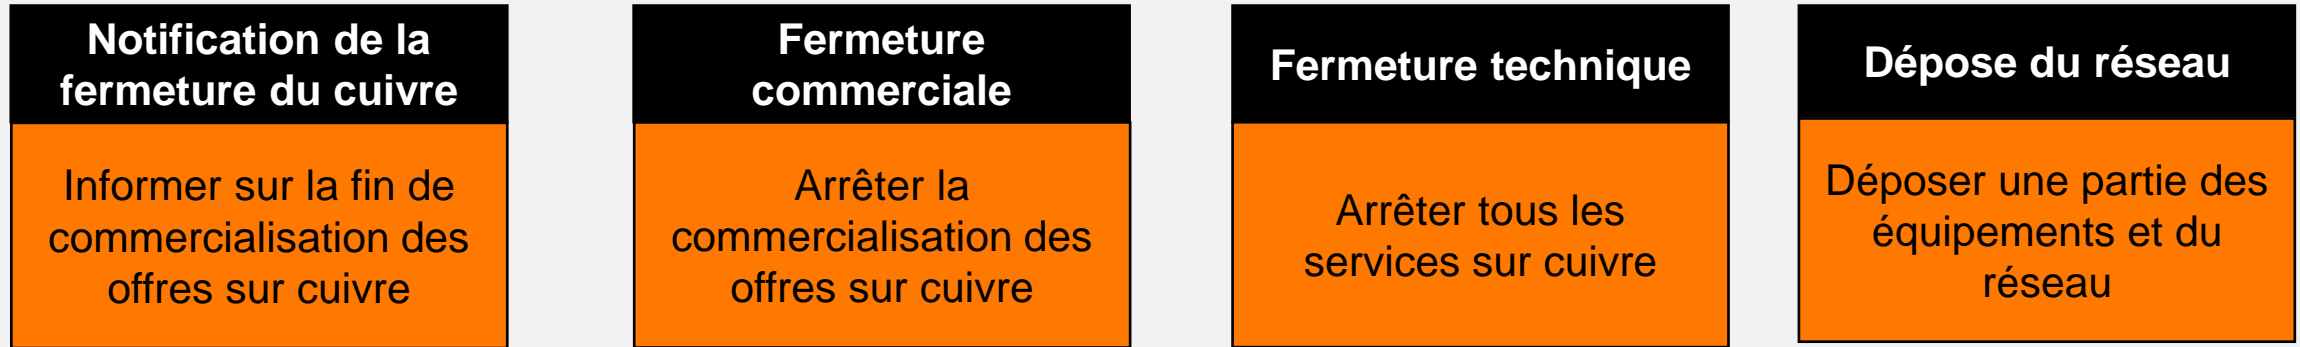 Notification de la
fermeture du cuivre
Informer sur la fin de
commercialisation des
offres sur cuivre
Fermeture
commerciale
Arrêter la
commercialisation des
offres sur cuivre
Fermeture technique
Arrêter tous les
services sur cuivre
Dépose du réseau
Déposer une partie des
équipements et du
réseau